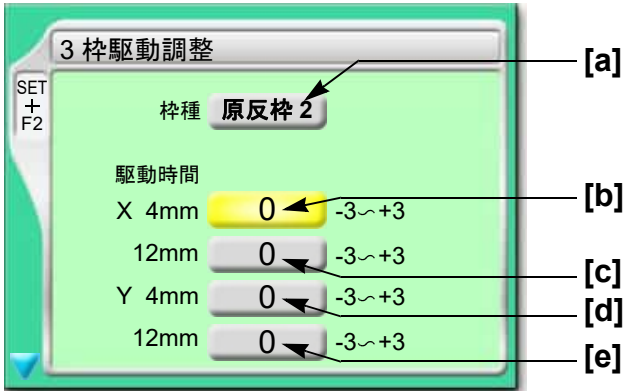 3 枠駆動調整
[a]
SET
+
F2
枠種 原反枠 2
駆動時間
X 4mm 0 -3∽+3
[b]
12mm 0 -3∽+3
[c]
Y 4mm 0 -3∽+3
[d]
12mm 0 -3∽+3
[e]